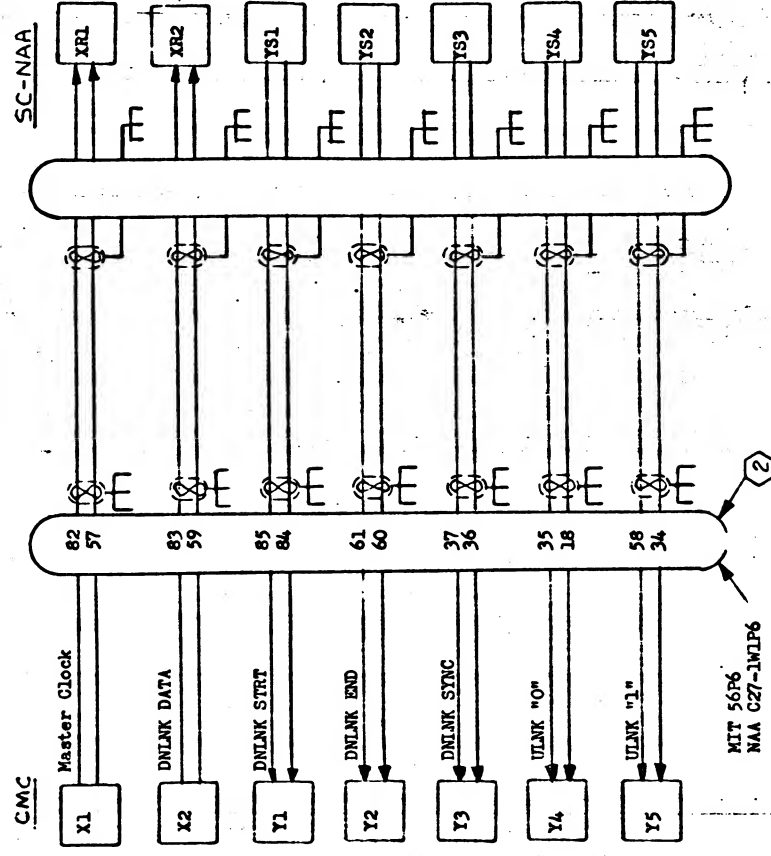 CMC
SC-NAA
X1
Master Clock
82
57
XR1
X2
DNLNK DATA
83
59
XR2
Y1
DNLNK STRT
85
84
YS1
Y2
DNLNK END
61
60
YS2
Y3
DNLNK SYNC
37
36
YS3
Y4
ULNK "0"
35
18
YS4
Y5
ULNK "1"
58
34
YS5
MIT 56P6
NAA C27-1W1P6
2